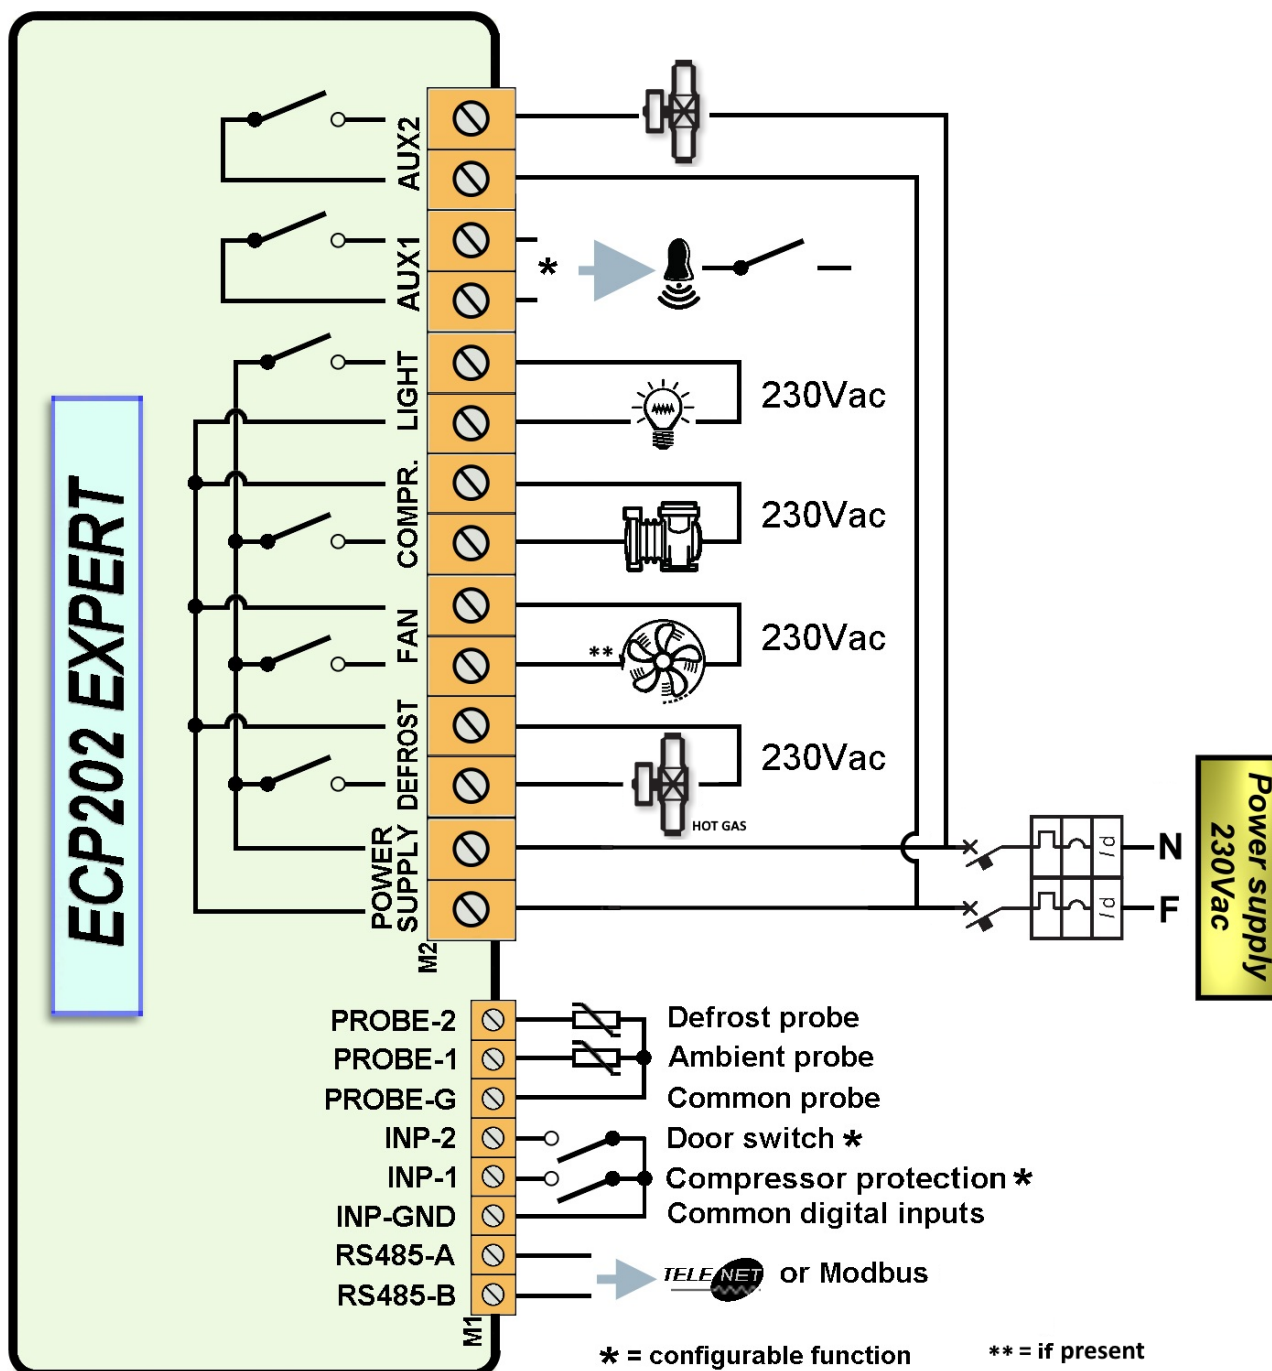 ECP202 EXPERT
AUX2
AUX1
*
LIGHT
230Vac
COMPR.
230Vac
FAN
**
230Vac
DEFROST
230Vac
HOT GAS
POWER
SUPPLY
M2
Id
N
Id
F
Power supply
230Vac
PROBE-2 Defrost probe
PROBE-1 Ambient probe
PROBE-G Common probe
INP-2 Door switch *
INP-1 Compressor protection *
INP-GND Common digital inputs
RS485-A
TELENET or Modbus
RS485-B
M1
* = configurable function ** = if present